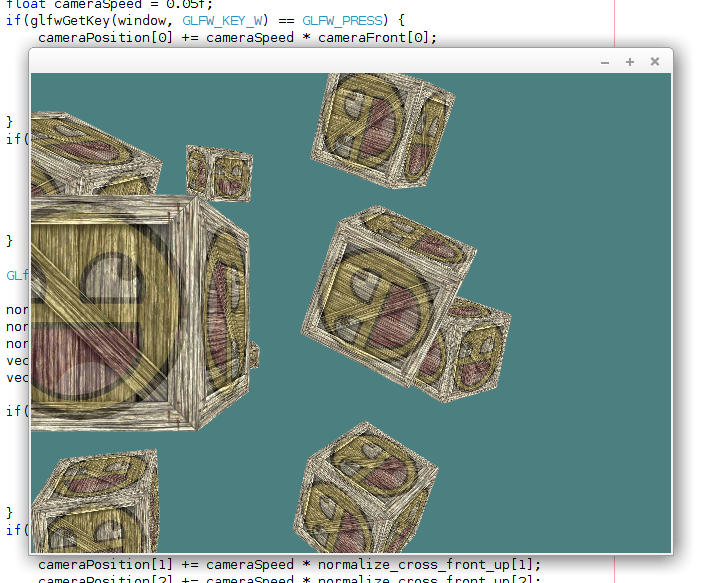 float cameraSpeed = 0.05f;
if(glfwGetKey(window, GLFW_KEY_W) == GLFW_PRESS) {
cameraPosition[0] += cameraSpeed * cameraFront[0];
}
if(
}
GLf
nor
nor
nor
vec
vec
if(
}
if(
cameraPosition[1] += cameraSpeed * normalize_cross_front_up[1];
cameraPosition[2] += cameraSpeed * normalize_cross_front_up[2];